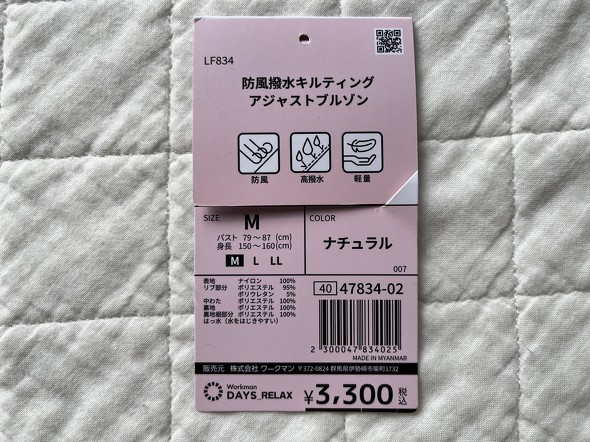 LF834
防風撥水キルティング
アジャストブルゾン
防風 高撥水 軽量
SIZE M
バスト 79～87 (cm)
身長 150～160(cm)
M L LL
COLOR
ナチュラル
007
表地 ナイロン 100%
リブ部分 ポリエステル 95%
ポリウレタン 5%
中わた ポリエステル 100%
裏地 ポリエステル 100%
裏地裾部分 ポリエステル 100%
はっ水（水をはじきやすい）
40 47834-02
2 300047 834025
MADE IN MYANMAR
販売元 株式会社 ワークマン 〒372-0824 群馬県伊勢崎市柴町1732
Workman
DAYS_RELAX
¥3,300 税込